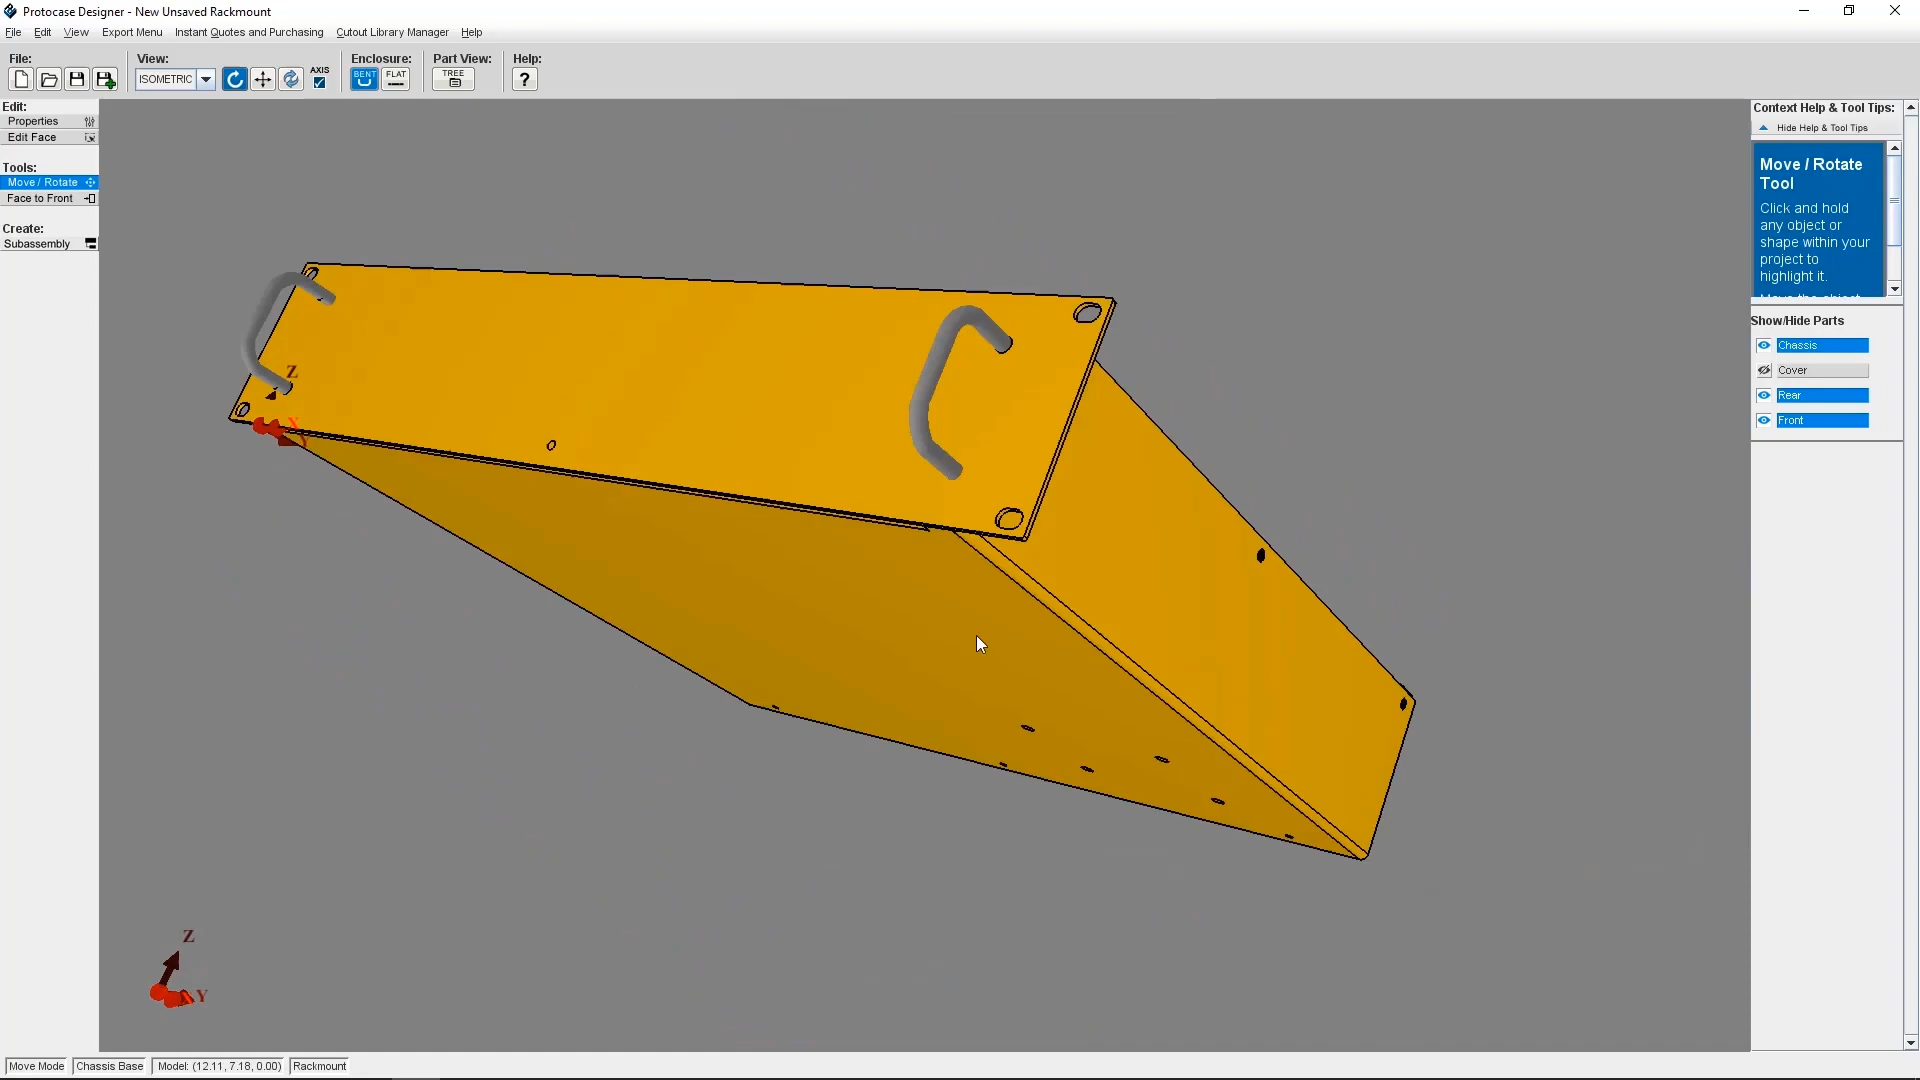 Protocase Designer - New Unsaved Rackmount
File Edit View Export Menu Instant Quotes and Purchasing Cutout Library Manager Help
File: View: Enclosure: Part View: Help:
ISOMETRIC AXIS BENT FLAT TREE ?
Edit:
Properties
Edit Face
Tools:
Move / Rotate
Face to Front
Create:
Subassembly
Z
X
Z
Y
Context Help & Tool Tips:
Hide Help & Tool Tips
Move / Rotate
Tool
Click and hold
any object or
shape within your
project to
highlight it.
Show/Hide Parts
Chassis
Cover
Rear
Front
Move Mode Chassis Base Model: (12.11, 7.18, 0.00) Rackmount